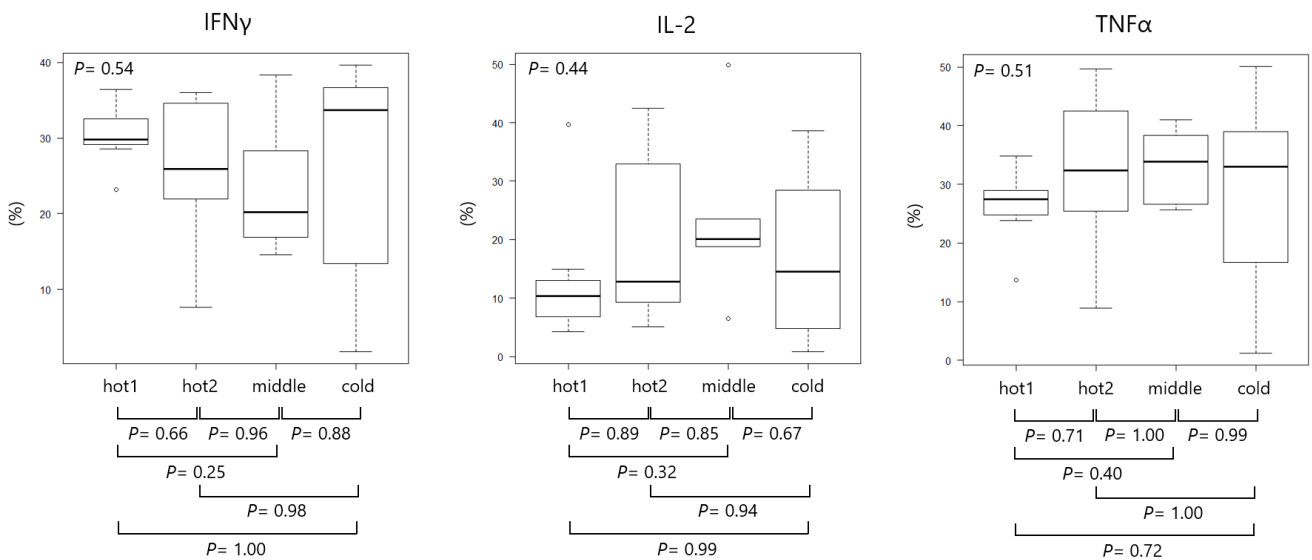 IFNγ
P= 0.54
40
30
20
10
(%)
hot1 hot2 middle cold
P= 0.66 P= 0.96 P= 0.88
P= 0.25
P= 0.98
P= 1.00
IL-2
P= 0.44
50
40
30
20
10
0
(%)
hot1 hot2 middle cold
P= 0.89 P= 0.85 P= 0.67
P= 0.32
P= 0.94
P= 0.99
TNFα
P= 0.51
50
40
30
20
10
0
(%)
hot1 hot2 middle cold
P= 0.71 P= 1.00 P= 0.99
P= 0.40
P= 1.00
P= 0.72